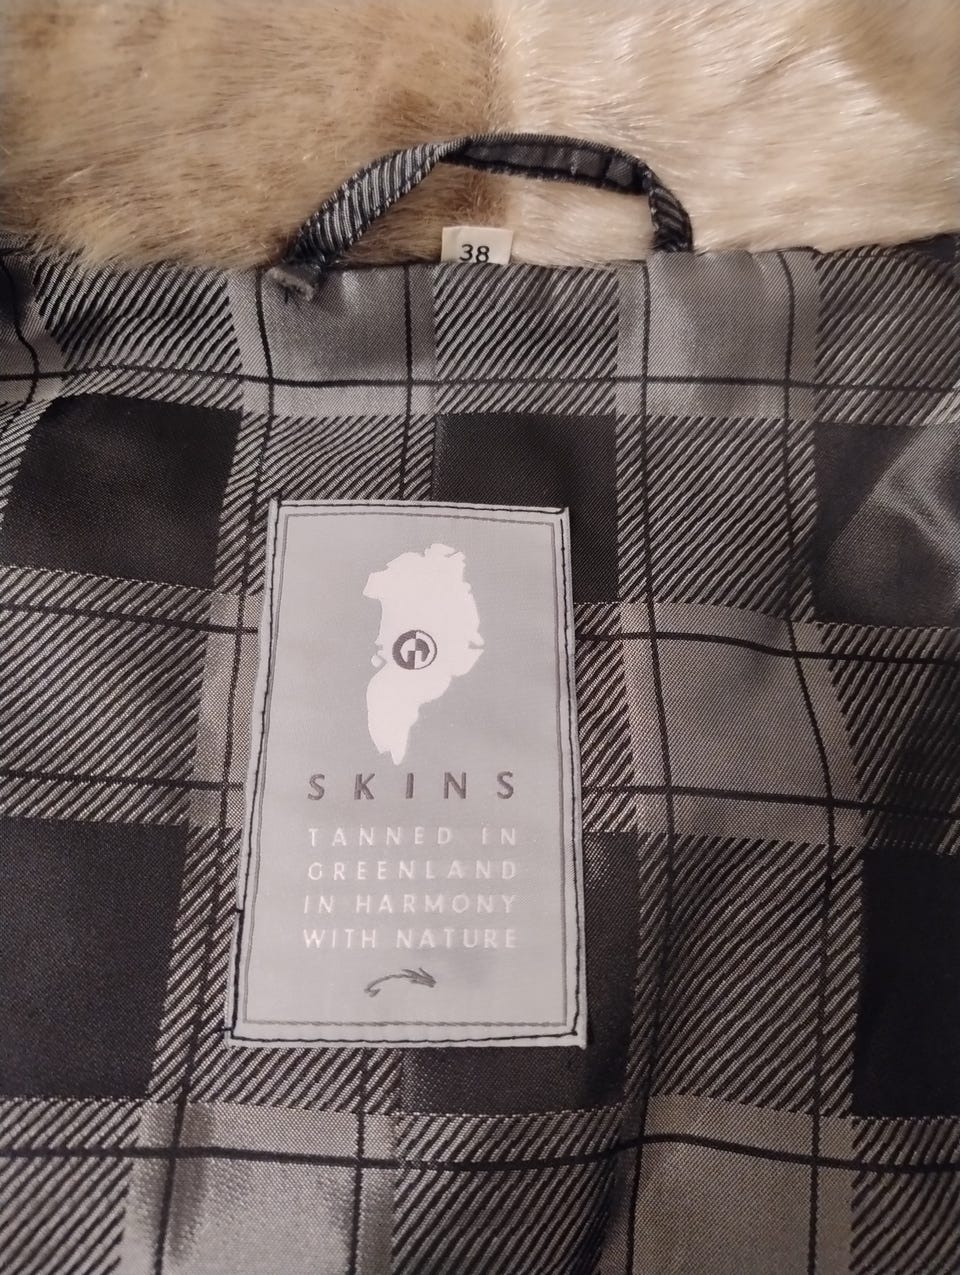 38
SKINS
TANNED IN
GREENLAND
IN HARMONY
WITH NATURE